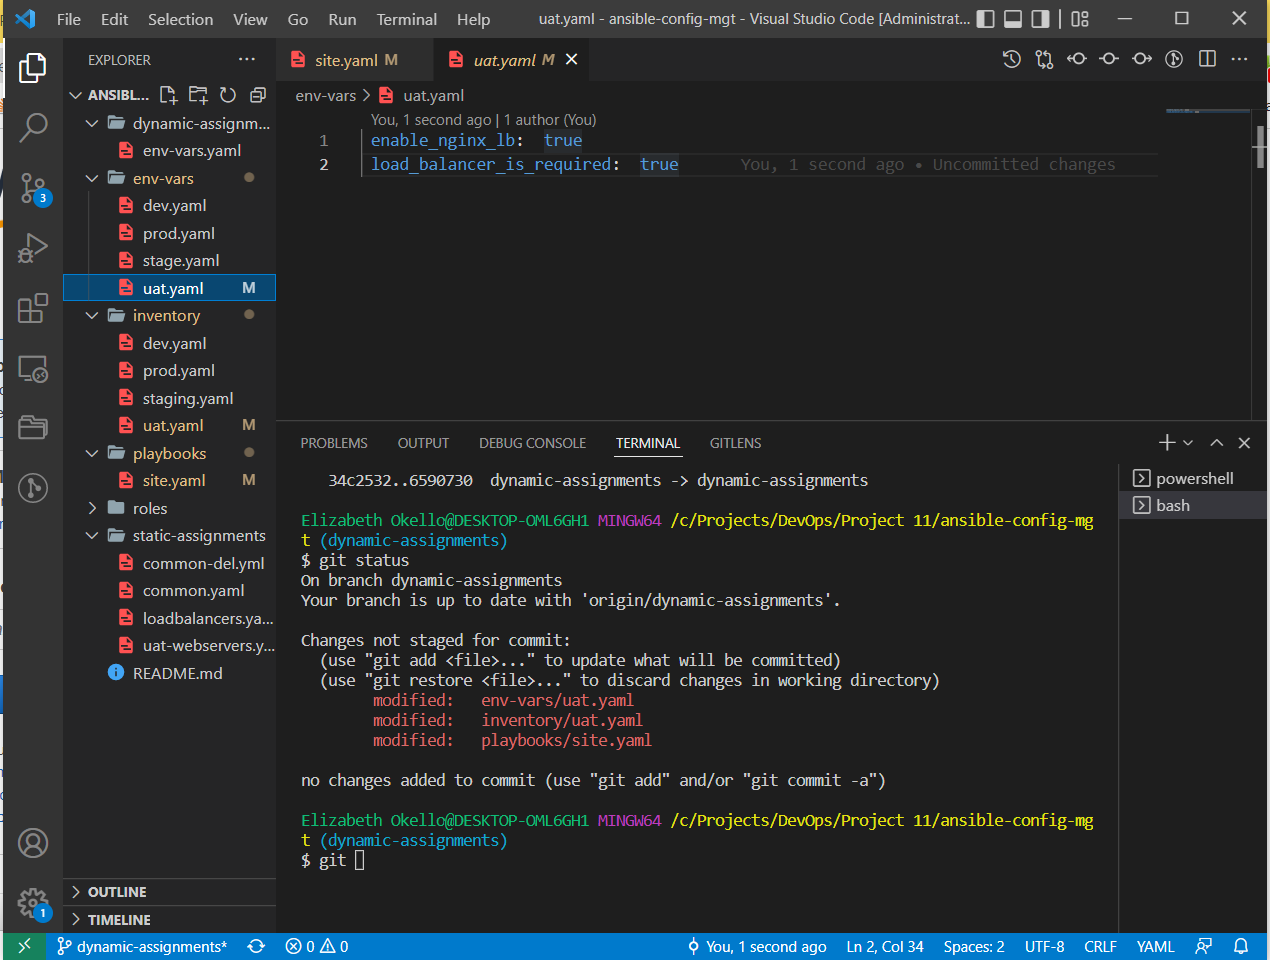 File Edit Selection View Go Run Terminal Help uat.yaml - ansible-config-mgt - Visual Studio Code [Administrat...
EXPLORER ...
ANSIBL...
dynamic-assignm...
env-vars.yaml
env-vars
dev.yaml
prod.yaml
stage.yaml
uat.yaml M
inventory
dev.yaml
prod.yaml
staging.yaml
uat.yaml M
playbooks
site.yaml M
roles
static-assignments
common-del.yml
common.yaml
loadbalancers.ya...
uat-webservers.y...
README.md
OUTLINE
TIMELINE
3
1
site.yaml M uat.yaml M
env-vars > uat.yaml
You, 1 second ago | 1 author (You)
1 enable_nginx_lb: true
2 load_balancer_is_required: true You, 1 second ago • Uncommitted changes
PROBLEMS OUTPUT DEBUG CONSOLE TERMINAL GITLENS
powershell
bash
34c2532..6590730 dynamic-assignments -> dynamic-assignments
Elizabeth Okello@DESKTOP-OML6GH1 MINGW64 /c/Projects/DevOps/Project 11/ansible-config-mg
t (dynamic-assignments)
$ git status
On branch dynamic-assignments
Your branch is up to date with 'origin/dynamic-assignments'.
Changes not staged for commit:
(use "git add <file>..." to update what will be committed)
(use "git restore <file>..." to discard changes in working directory)
modified: env-vars/uat.yaml
modified: inventory/uat.yaml
modified: playbooks/site.yaml
no changes added to commit (use "git add" and/or "git commit -a")
Elizabeth Okello@DESKTOP-OML6GH1 MINGW64 /c/Projects/DevOps/Project 11/ansible-config-mg
t (dynamic-assignments)
$ git
dynamic-assignments* 0 0 You, 1 second ago Ln 2, Col 34 Spaces: 2 UTF-8 CRLF YAML